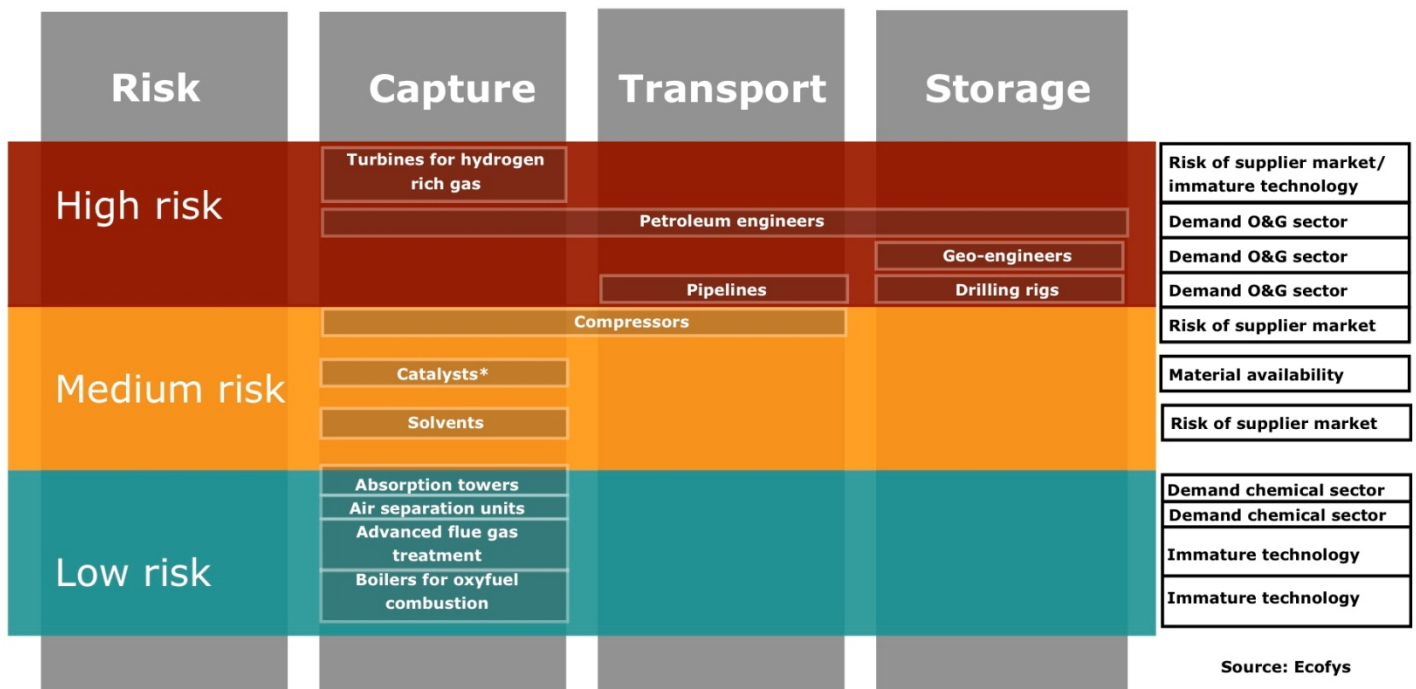 Risk
Capture
Transport
Storage
High risk
Turbines for hydrogen
rich gas
Risk of supplier market/
immature technology
Petroleum engineers
Demand O&G sector
Geo-engineers
Demand O&G sector
Pipelines
Drilling rigs
Demand O&G sector
Medium risk
Compressors
Risk of supplier market
Catalysts*
Material availability
Solvents
Risk of supplier market
Low risk
Absorption towers
Demand chemical sector
Air separation units
Demand chemical sector
Advanced flue gas
treatment
Immature technology
Boilers for oxyfuel
combustion
Immature technology
Source: Ecofys